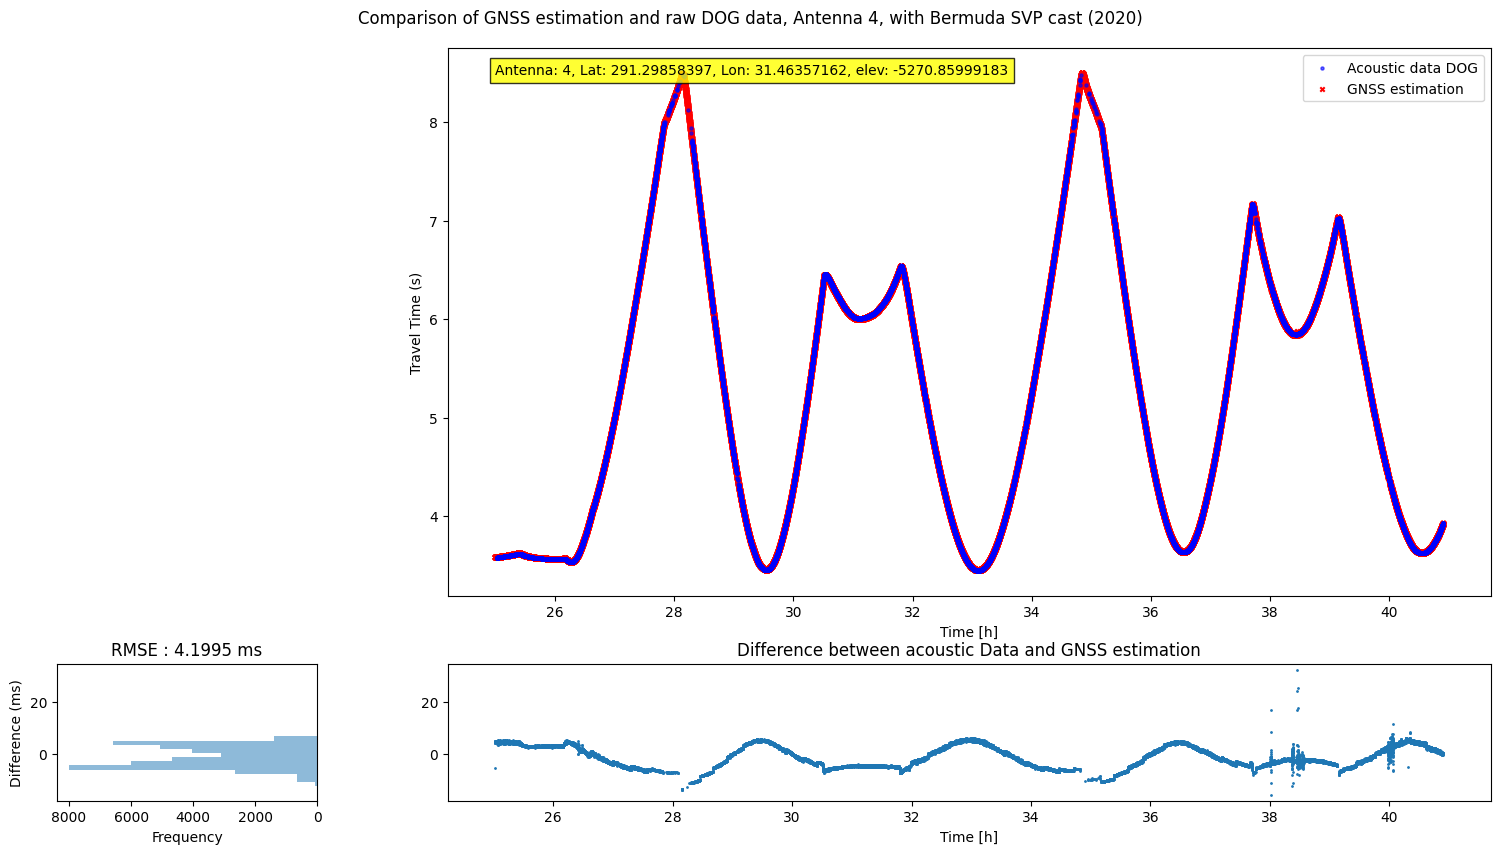 Comparison of GNSS estimation and raw DOG data, Antenna 4, with Bermuda SVP cast (2020)
Antenna: 4, Lat: 291.29858397, Lon: 31.46357162, elev: -5270.85999183
Acoustic data DOG
GNSS estimation
Travel Time (s)
8
7
6
5
4
26 28 30 32 34 36 38 40
Time [h]
RMSE : 4.1995 ms
Difference (ms)
20
0
8000 6000 4000 2000 0
Frequency
Difference between acoustic Data and GNSS estimation
20
0
26 28 30 32 34 36 38 40
Time [h]